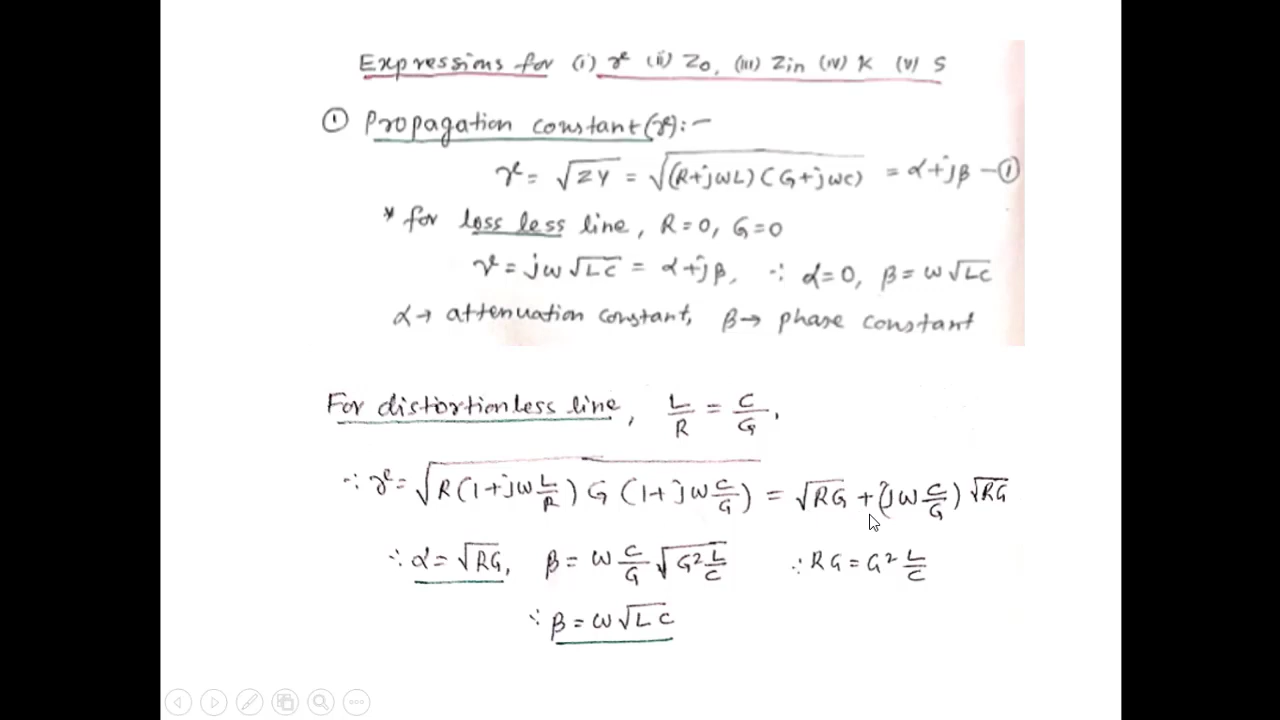 Expressions for (i) γ (ii) Z₀, (iii) Zin (iv) K (v) S
① Propagation constant (γ):-
γ = √ZY = √(R+jωL)(G+jωC) = α+jβ -①
* for loss less line, R=0, G=0
γ = jω√LC = α+jβ, ∴ α=0, β=ω√LC
α→ attenuation constant, β→ phase constant
For distortionless line, L/R = C/G,
∴ γ = √R(1+jωL/R) G (1+jωC/G) = √RG + (jωC/G) √RG
∴ α = √RG, β = ω C/G √G² L/C ∵ RG = G² L/C
∴ β = ω√LC